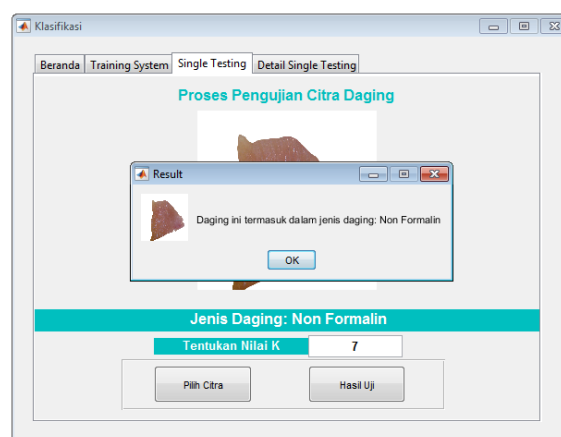 Klasifikasi
Beranda Training System Single Testing Detail Single Testing
Proses Pengujian Citra Daging
Result
Daging ini termasuk dalam jenis daging: Non Formalin
OK
Jenis Daging: Non Formalin
Tentukan Nilai K 7
Pilih Citra Hasil Uji